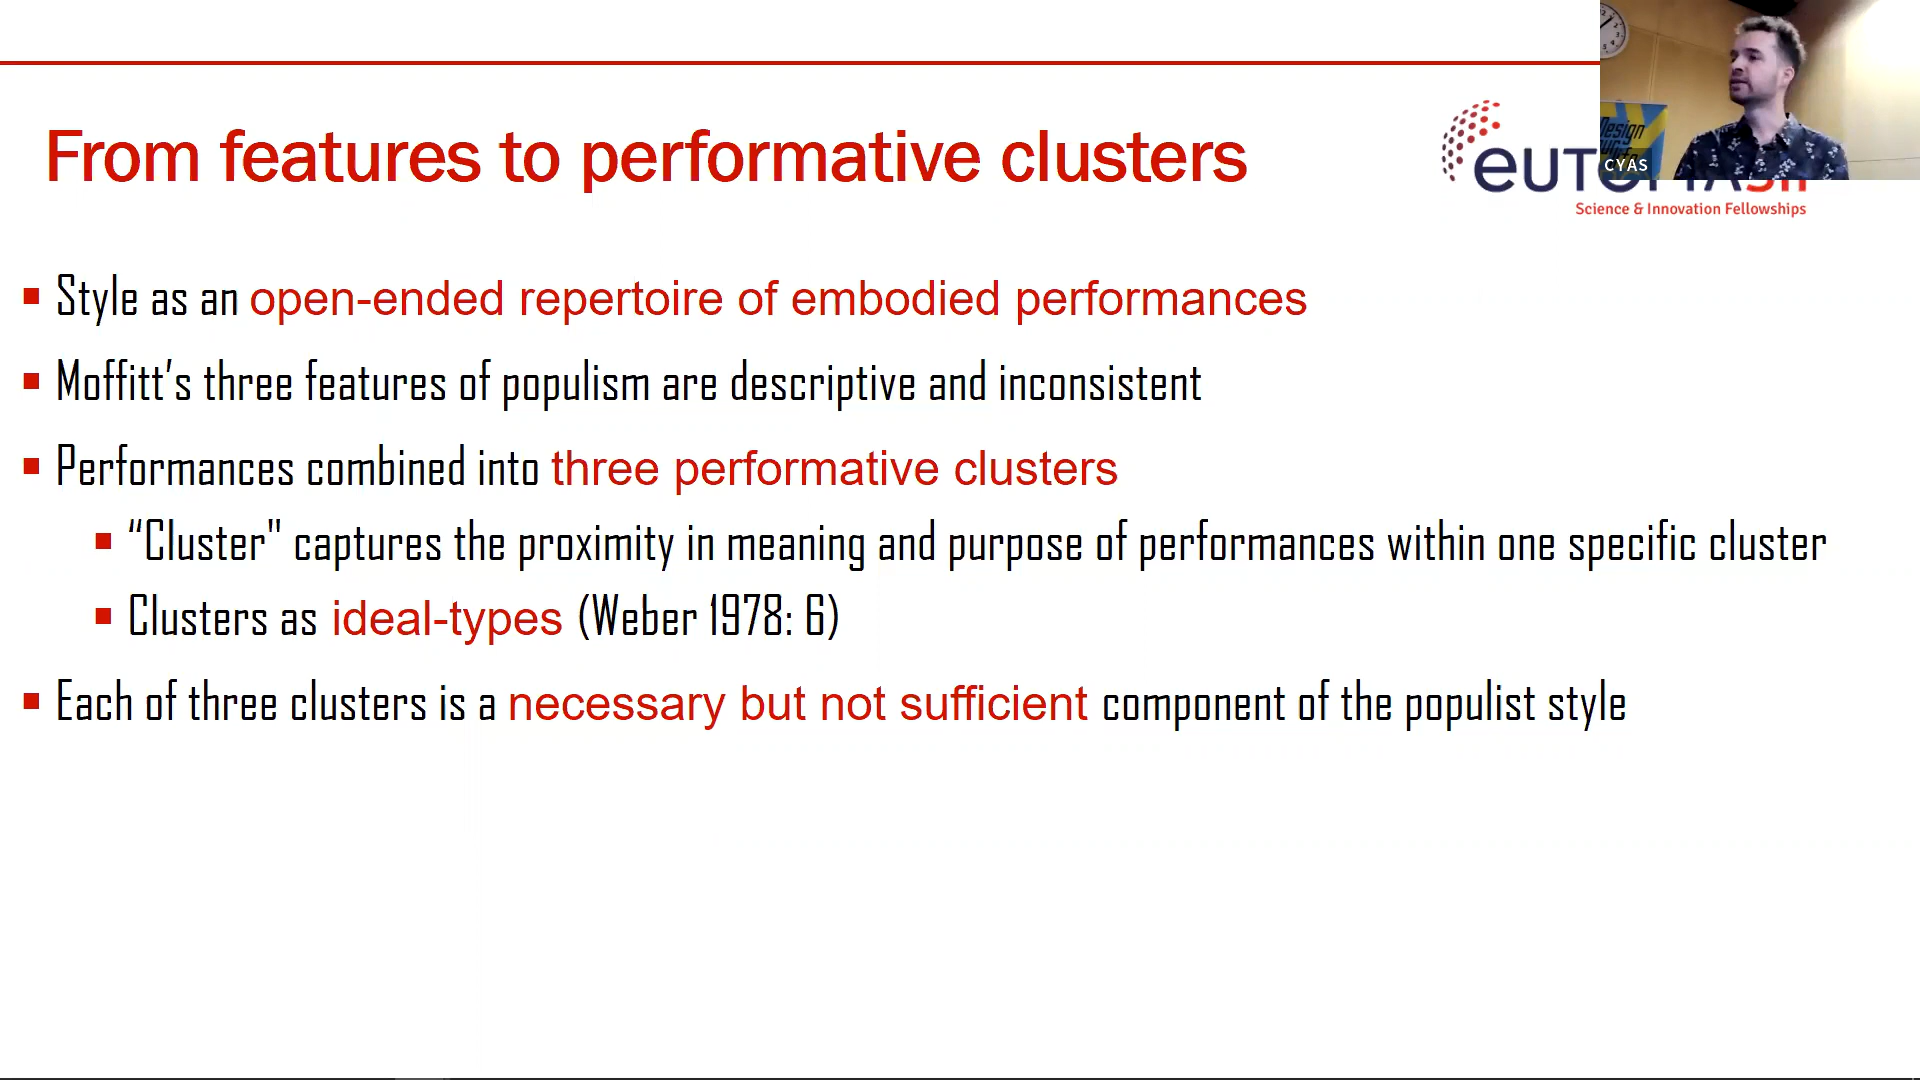 From features to performative clusters
Science & Innovation Fellowships
Design
CYAS
Style as an open-ended repertoire of embodied performances
Moffitt’s three features of populism are descriptive and inconsistent
Performances combined into three performative clusters
“Cluster" captures the proximity in meaning and purpose of performances within one specific cluster
Clusters as ideal-types (Weber 1978: 6)
Each of three clusters is a necessary but not sufficient component of the populist style